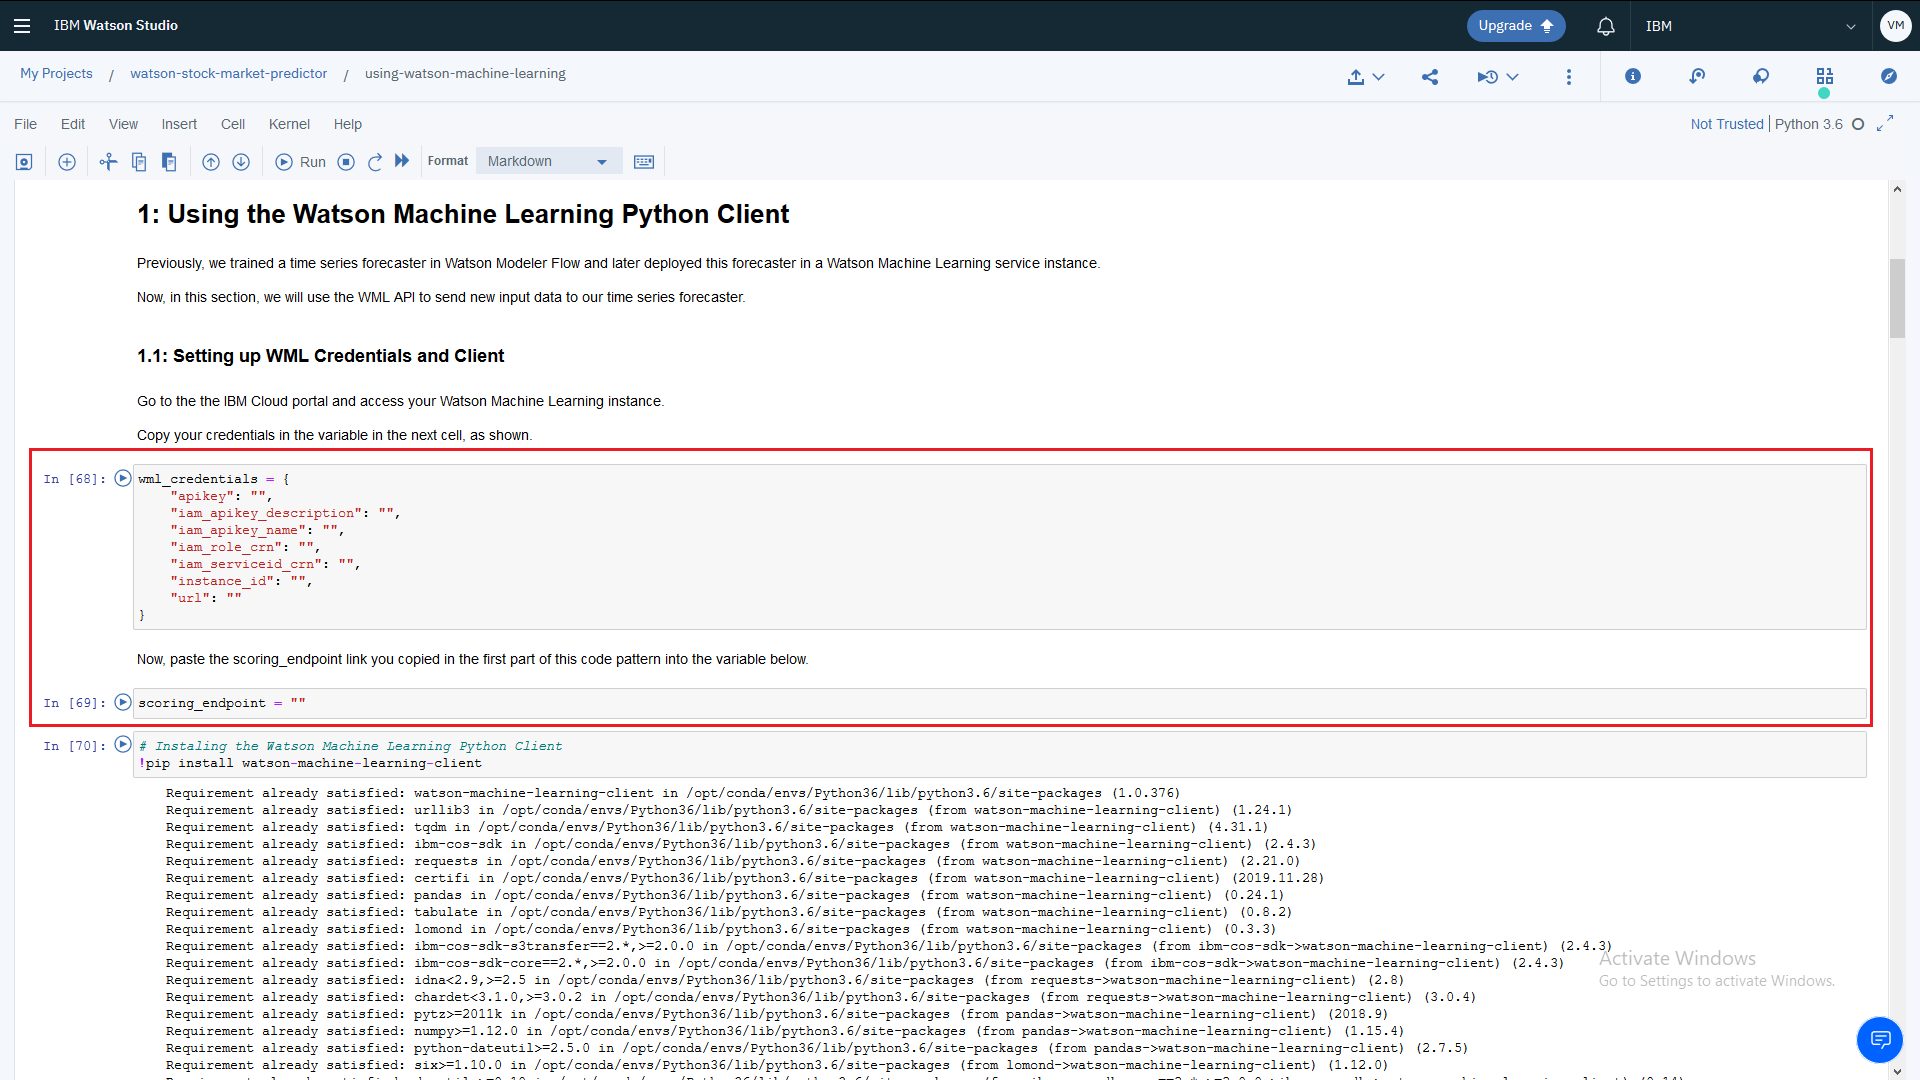 IBM Watson Studio
Upgrade
IBM
VM
My Projects / watson-stock-market-predictor / using-watson-machine-learning
File Edit View Insert Cell Kernel Help
Not Trusted | Python 3.6
Run
Format
Markdown
1: Using the Watson Machine Learning Python Client
Previously, we trained a time series forecaster in Watson Modeler Flow and later deployed this forecaster in a Watson Machine Learning service instance.
Now, in this section, we will use the WML API to send new input data to our time series forecaster.
1.1: Setting up WML Credentials and Client
Go to the the IBM Cloud portal and access your Watson Machine Learning instance.
Copy your credentials in the variable in the next cell, as shown.
In [68]: wml_credentials = {
"apikey": "",
"iam_apikey_description": "",
"iam_apikey_name": "",
"iam_role_crn": "",
"iam_serviceid_crn": "",
"instance_id": "",
"url": ""
}
Now, paste the scoring_endpoint link you copied in the first part of this code pattern into the variable below.
In [69]: scoring_endpoint = ""
In [70]: # Instaling the Watson Machine Learning Python Client
!pip install watson-machine-learning-client
Requirement already satisfied: watson-machine-learning-client in /opt/conda/envs/Python36/lib/python3.6/site-packages (1.0.376)
Requirement already satisfied: urllib3 in /opt/conda/envs/Python36/lib/python3.6/site-packages (from watson-machine-learning-client) (1.24.1)
Requirement already satisfied: tqdm in /opt/conda/envs/Python36/lib/python3.6/site-packages (from watson-machine-learning-client) (4.31.1)
Requirement already satisfied: ibm-cos-sdk in /opt/conda/envs/Python36/lib/python3.6/site-packages (from watson-machine-learning-client) (2.4.3)
Requirement already satisfied: requests in /opt/conda/envs/Python36/lib/python3.6/site-packages (from watson-machine-learning-client) (2.21.0)
Requirement already satisfied: certifi in /opt/conda/envs/Python36/lib/python3.6/site-packages (from watson-machine-learning-client) (2019.11.28)
Requirement already satisfied: pandas in /opt/conda/envs/Python36/lib/python3.6/site-packages (from watson-machine-learning-client) (0.24.1)
Requirement already satisfied: tabulate in /opt/conda/envs/Python36/lib/python3.6/site-packages (from watson-machine-learning-client) (0.8.2)
Requirement already satisfied: lomond in /opt/conda/envs/Python36/lib/python3.6/site-packages (from watson-machine-learning-client) (0.3.3)
Requirement already satisfied: ibm-cos-sdk-s3transfer==2.*,>=2.0.0 in /opt/conda/envs/Python36/lib/python3.6/site-packages (from ibm-cos-sdk->watson-machine-learning-client) (2.4.3)
Requirement already satisfied: ibm-cos-sdk-core==2.*,>=2.0.0 in /opt/conda/envs/Python36/lib/python3.6/site-packages (from ibm-cos-sdk->watson-machine-learning-client) (2.4.3)
Requirement already satisfied: idna<2.9,>=2.5 in /opt/conda/envs/Python36/lib/python3.6/site-packages (from requests->watson-machine-learning-client) (2.8)
Requirement already satisfied: chardet<3.1.0,>=3.0.2 in /opt/conda/envs/Python36/lib/python3.6/site-packages (from requests->watson-machine-learning-client) (3.0.4)
Requirement already satisfied: pytz>=2011k in /opt/conda/envs/Python36/lib/python3.6/site-packages (from pandas->watson-machine-learning-client) (2018.9)
Requirement already satisfied: numpy>=1.12.0 in /opt/conda/envs/Python36/lib/python3.6/site-packages (from pandas->watson-machine-learning-client) (1.15.4)
Requirement already satisfied: python-dateutil>=2.5.0 in /opt/conda/envs/Python36/lib/python3.6/site-packages (from pandas->watson-machine-learning-client) (2.7.5)
Requirement already satisfied: six>=1.10.0 in /opt/conda/envs/Python36/lib/python3.6/site-packages (from lomond->watson-machine-learning-client) (1.12.0)
Activate Windows
Go to Settings to activate Windows.